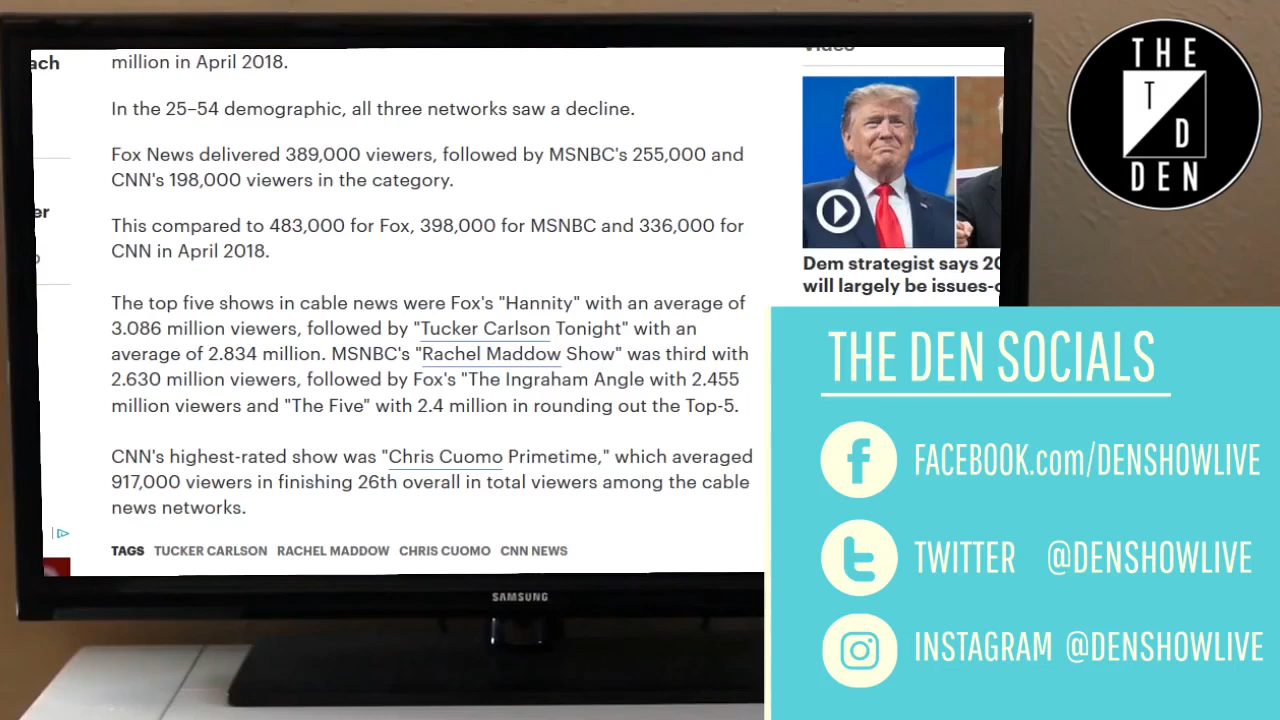 million in April 2018.
In the 25–54 demographic, all three networks saw a decline.
Fox News delivered 389,000 viewers, followed by MSNBC's 255,000 and
CNN's 198,000 viewers in the category.
This compared to 483,000 for Fox, 398,000 for MSNBC and 336,000 for
CNN in April 2018.
The top five shows in cable news were Fox's "Hannity" with an average of
3.086 million viewers, followed by "Tucker Carlson Tonight" with an
average of 2.834 million. MSNBC's "Rachel Maddow Show" was third with
2.630 million viewers, followed by Fox's "The Ingraham Angle with 2.455
million viewers and "The Five" with 2.4 million in rounding out the Top-5.
CNN's highest-rated show was "Chris Cuomo Primetime," which averaged
917,000 viewers in finishing 26th overall in total viewers among the cable
news networks.
TAGS TUCKER CARLSON RACHEL MADDOW CHRIS CUOMO CNN NEWS
Dem strategist says
will largely be
SAMSUNG
THE
T
D
DEN
THE DEN SOCIALS
FACEBOOK.com/DENSHOWLIVE
TWITTER @DENSHOWLIVE
INSTAGRAM @DENSHOWLIVE